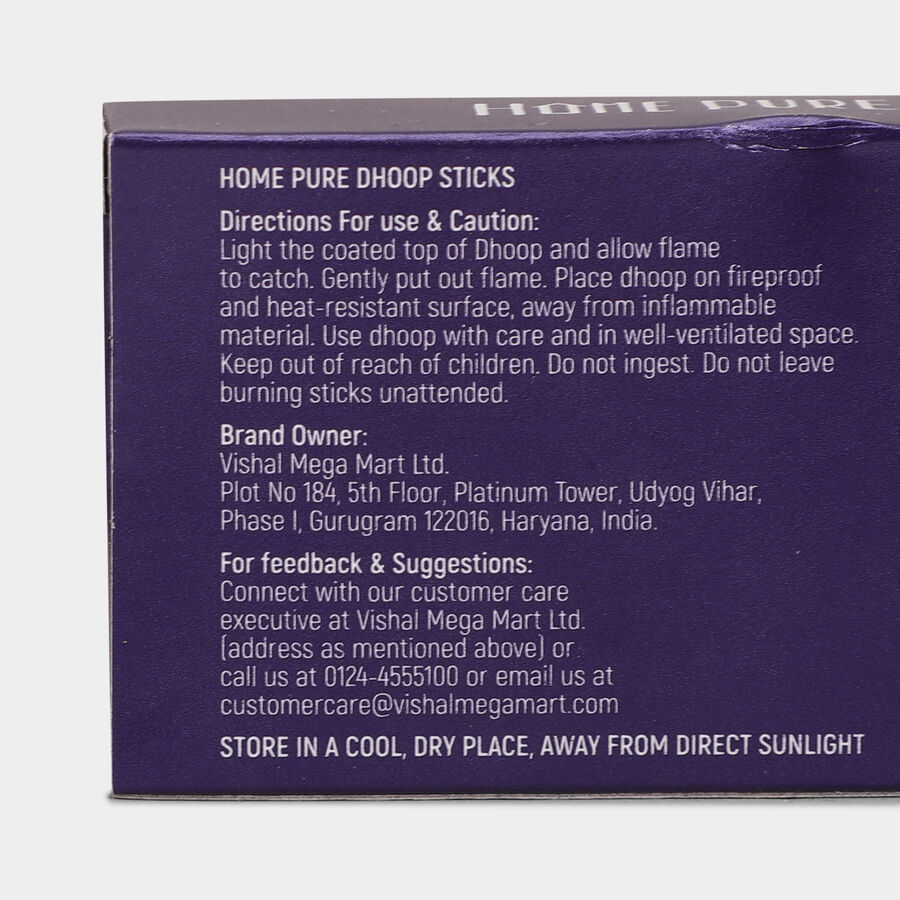 HOME PURE
HOME PURE DHOOP STICKS
Directions For use & Caution:
Light the coated top of Dhoop and allow flame
to catch. Gently put out flame. Place dhoop on fireproof
and heat-resistant surface, away from inflammable
material. Use dhoop with care and in well-ventilated space.
Keep out of reach of children. Do not ingest. Do not leave
burning sticks unattended.
Brand Owner:
Vishal Mega Mart Ltd.
Plot No 184, 5th Floor, Platinum Tower, Udyog Vihar,
Phase I, Gurugram 122016, Haryana, India.
For feedback & Suggestions:
Connect with our customer care
executive at Vishal Mega Mart Ltd.
(address as mentioned above) or
call us at 0124-4555100 or email us at
customercare@vishalmegamart.com
STORE IN A COOL, DRY PLACE, AWAY FROM DIRECT SUNLIGHT